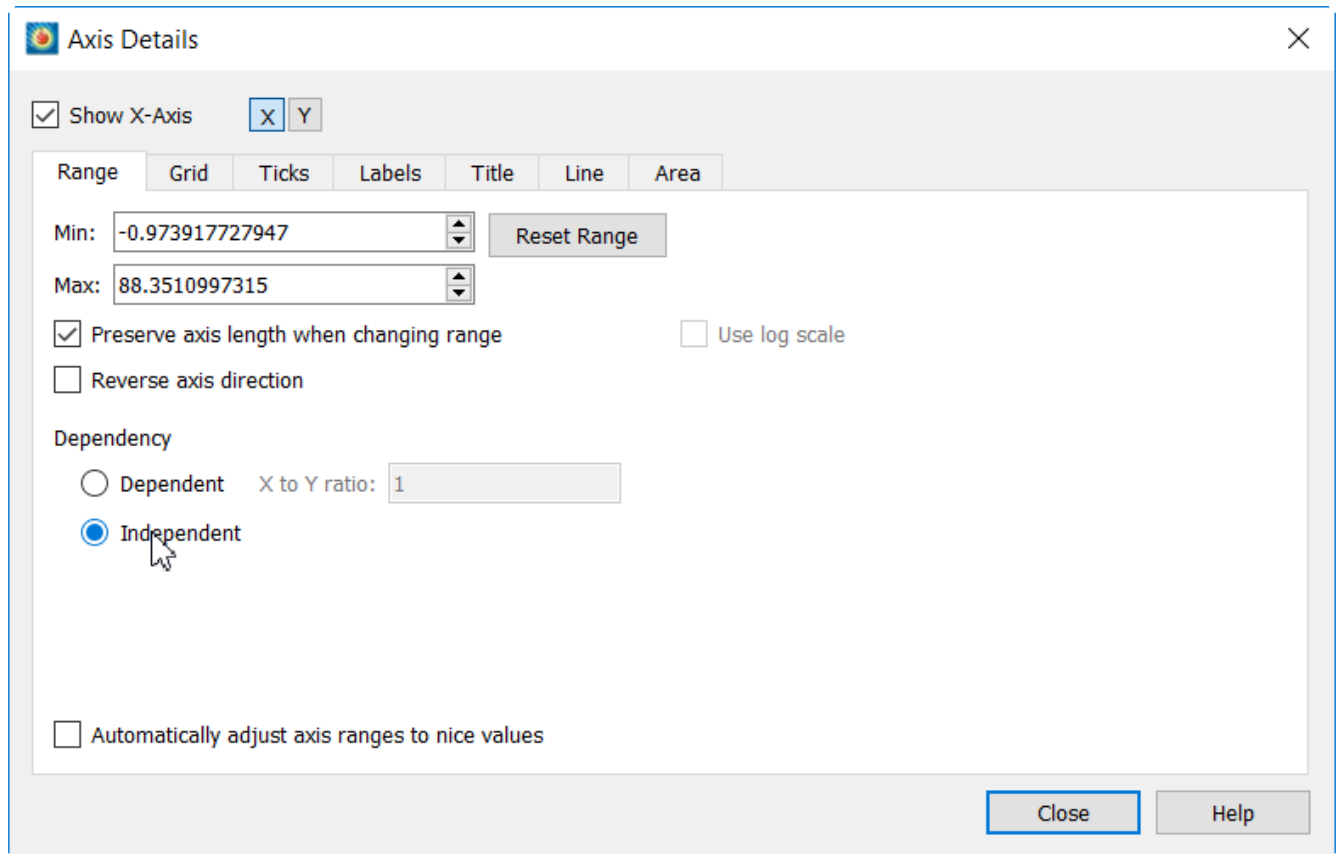 Axis Details
Show X-Axis X Y
Range Grid Ticks Labels Title Line Area
Min: -0.973917727947 Reset Range
Max: 88.3510997315
Preserve axis length when changing range Use log scale
Reverse axis direction
Dependency
Dependent X to Y ratio: 1
Independent
Automatically adjust axis ranges to nice values
Close Help